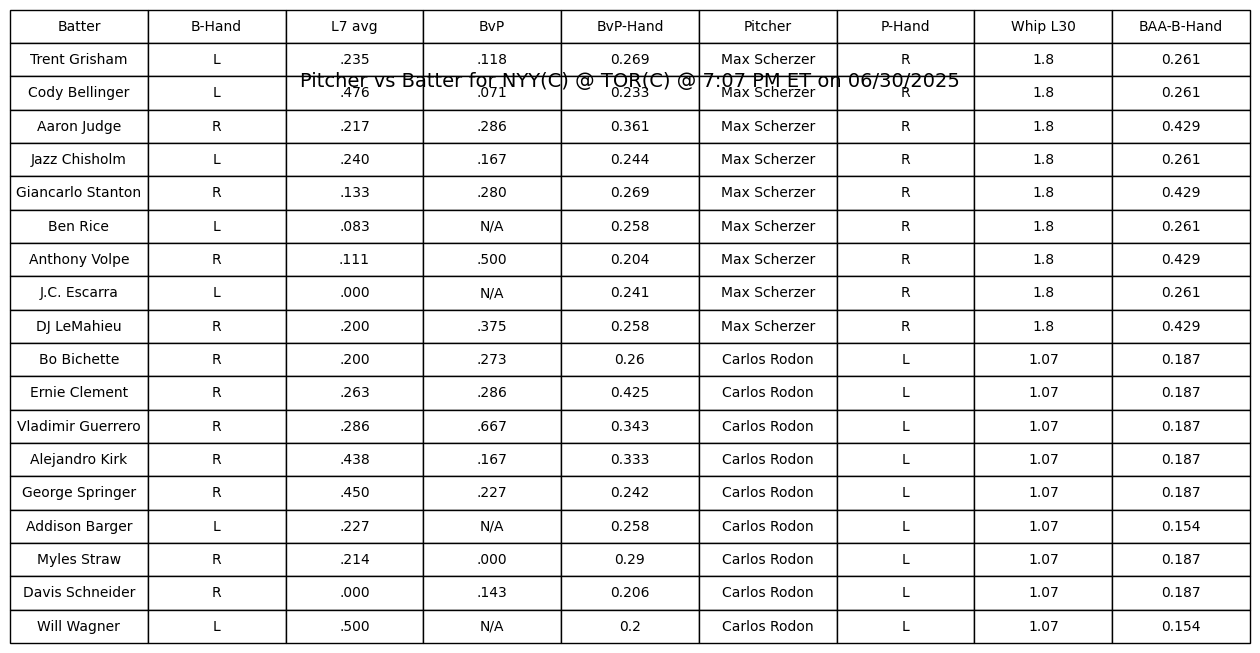 Batter B-Hand L7 avg BvP BvP-Hand Pitcher P-Hand Whip L30 BAA-B-Hand
Trent Grisham L .235 .118 0.269 Max Scherzer R 1.8 0.261
Pitcher vs Batter for NYY(C) @ TOR(C) @ 7:07 PM ET on 06/30/2025
Cody Bellinger L .476 .071 0.233 Max Scherzer R 1.8 0.261
Aaron Judge R .217 .286 0.361 Max Scherzer R 1.8 0.429
Jazz Chisholm L .240 .167 0.244 Max Scherzer R 1.8 0.261
Giancarlo Stanton R .133 .280 0.269 Max Scherzer R 1.8 0.429
Ben Rice L .083 N/A 0.258 Max Scherzer R 1.8 0.261
Anthony Volpe R .111 .500 0.204 Max Scherzer R 1.8 0.429
J.C. Escarra L .000 N/A 0.241 Max Scherzer R 1.8 0.261
DJ LeMahieu R .200 .375 0.258 Max Scherzer R 1.8 0.429
Bo Bichette R .200 .273 0.26 Carlos Rodon L 1.07 0.187
Ernie Clement R .263 .286 0.425 Carlos Rodon L 1.07 0.187
Vladimir Guerrero R .286 .667 0.343 Carlos Rodon L 1.07 0.187
Alejandro Kirk R .438 .167 0.333 Carlos Rodon L 1.07 0.187
George Springer R .450 .227 0.242 Carlos Rodon L 1.07 0.187
Addison Barger L .227 N/A 0.258 Carlos Rodon L 1.07 0.154
Myles Straw R .214 .000 0.29 Carlos Rodon L 1.07 0.187
Davis Schneider R .000 .143 0.206 Carlos Rodon L 1.07 0.187
Will Wagner L .500 N/A 0.2 Carlos Rodon L 1.07 0.154